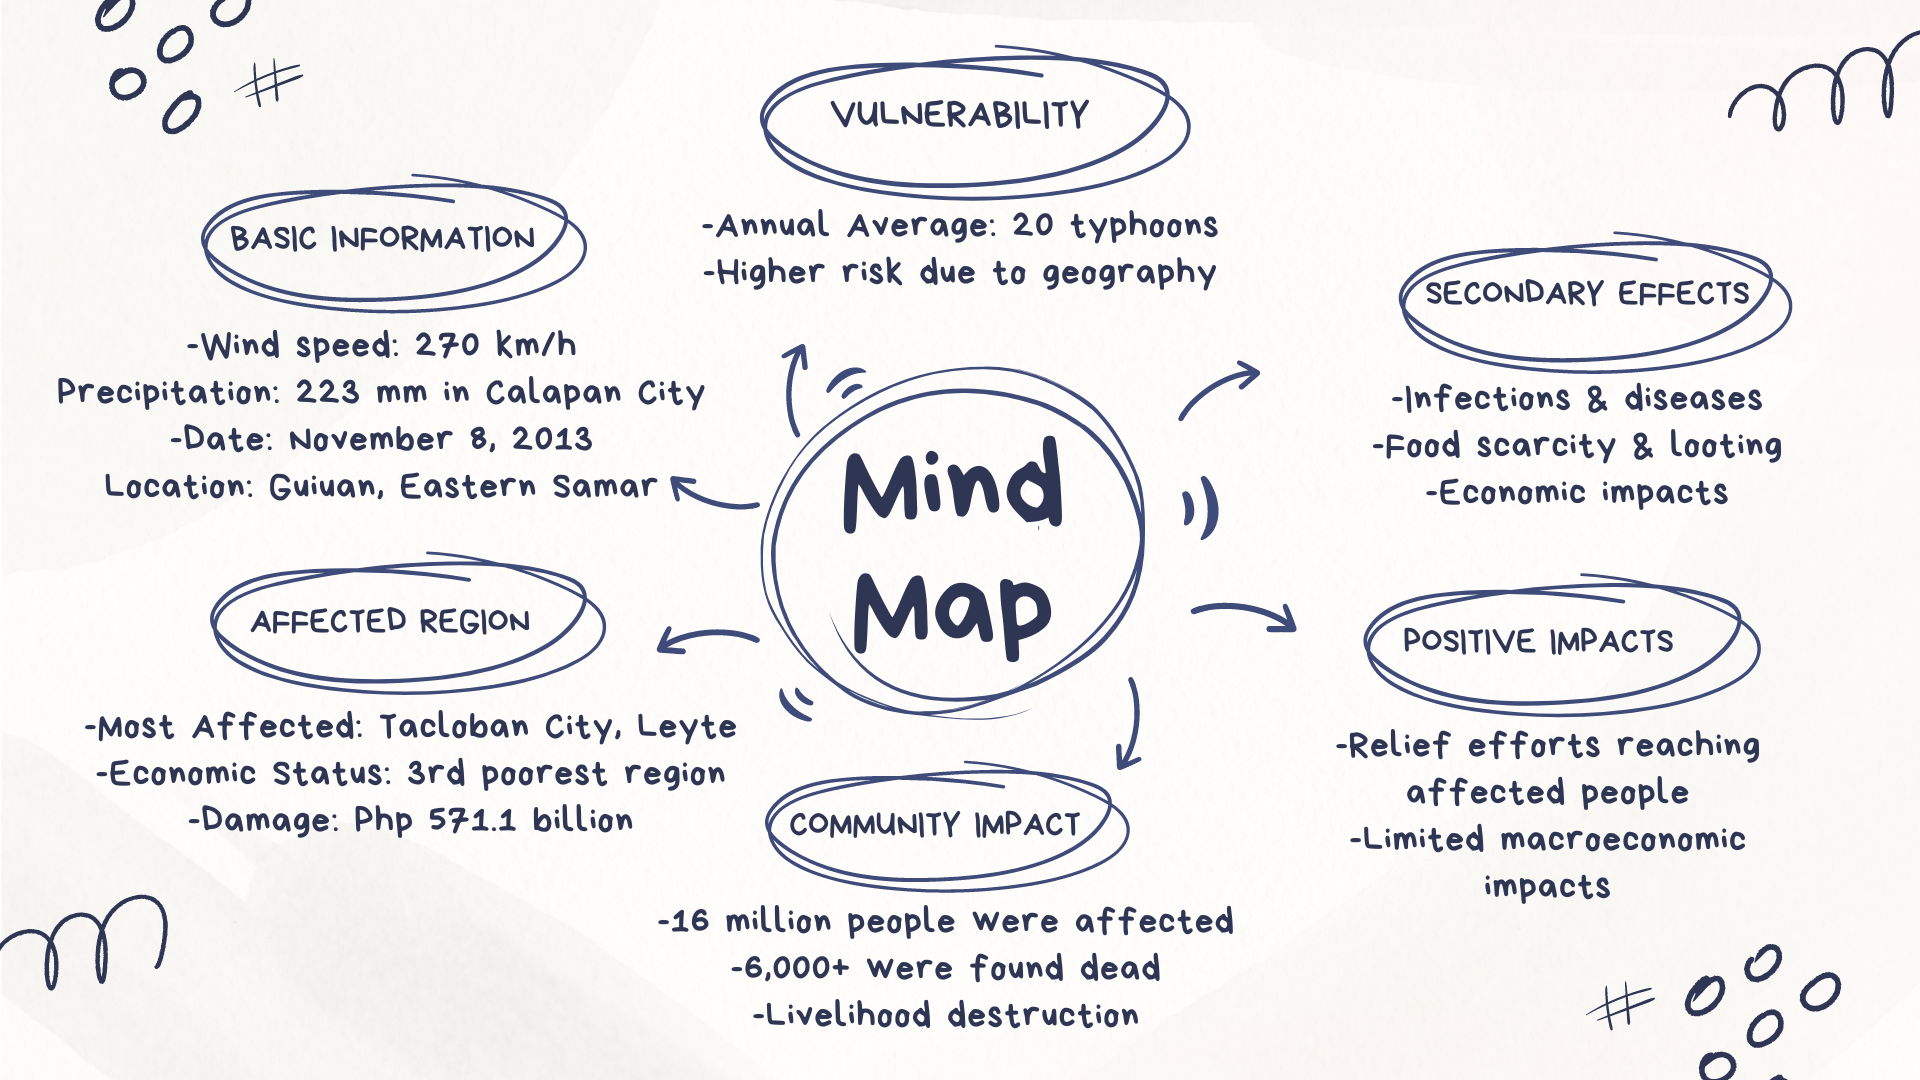 VULNERABILITY
-Annual Average: 20 typhoons
-Higher risk due to geography
BASIC INFORMATION
-Wind speed: 270 km/h
Precipitation: 223 mm in Calapan City
-Date: November 8, 2013
Location: Guiuan, Eastern Samar
SECONDARY EFFECTS
-Infections & diseases
-Food scarcity & looting
-Economic impacts
Mind
Map
AFFECTED REGION
-Most Affected: Tacloban City, Leyte
-Economic Status: 3rd poorest region
-Damage: Php 571.1 billion
POSITIVE IMPACTS
-Relief efforts reaching
affected people
-Limited macroeconomic
impacts
COMMUNITY IMPACT
-16 million people were affected
-6,000+ were found dead
-Livelihood destruction